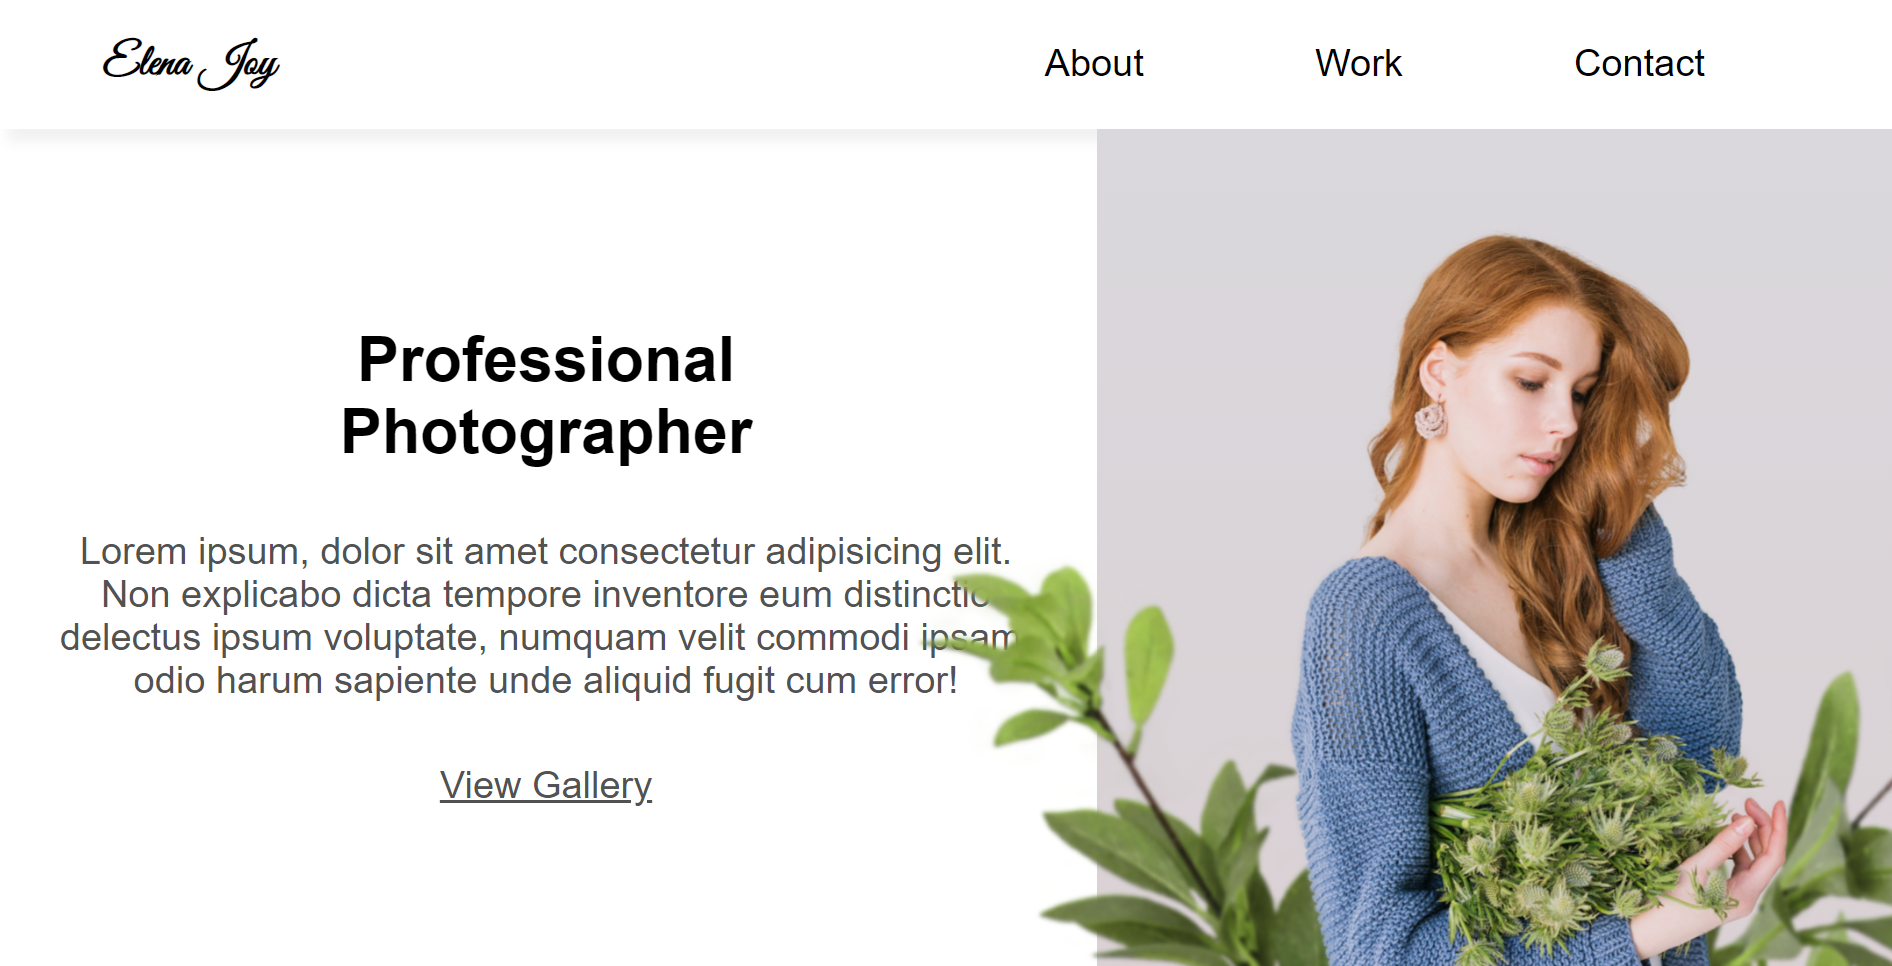 Elena Joy
About
Work
Contact
Professional
Photographer
Lorem ipsum, dolor sit amet consectetur adipisicing elit.
Non explicabo dicta tempore inventore eum distinctio
delectus ipsum voluptate, numquam velit commodi ipsam
odio harum sapiente unde aliquid fugit cum error!
View Gallery